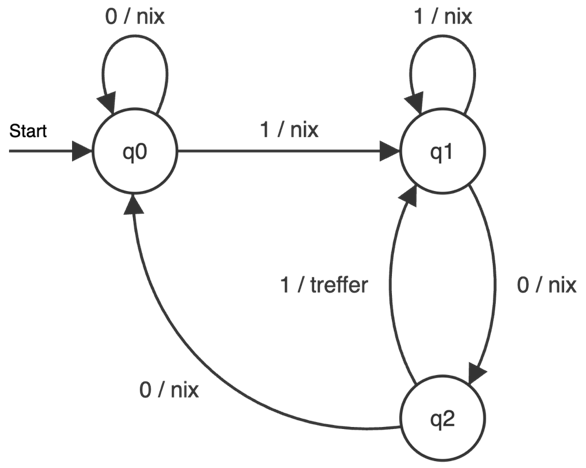 0 / nix
1 / nix
Start
q0
1 / nix
q1
1 / treffer
0 / nix
0 / nix
q2